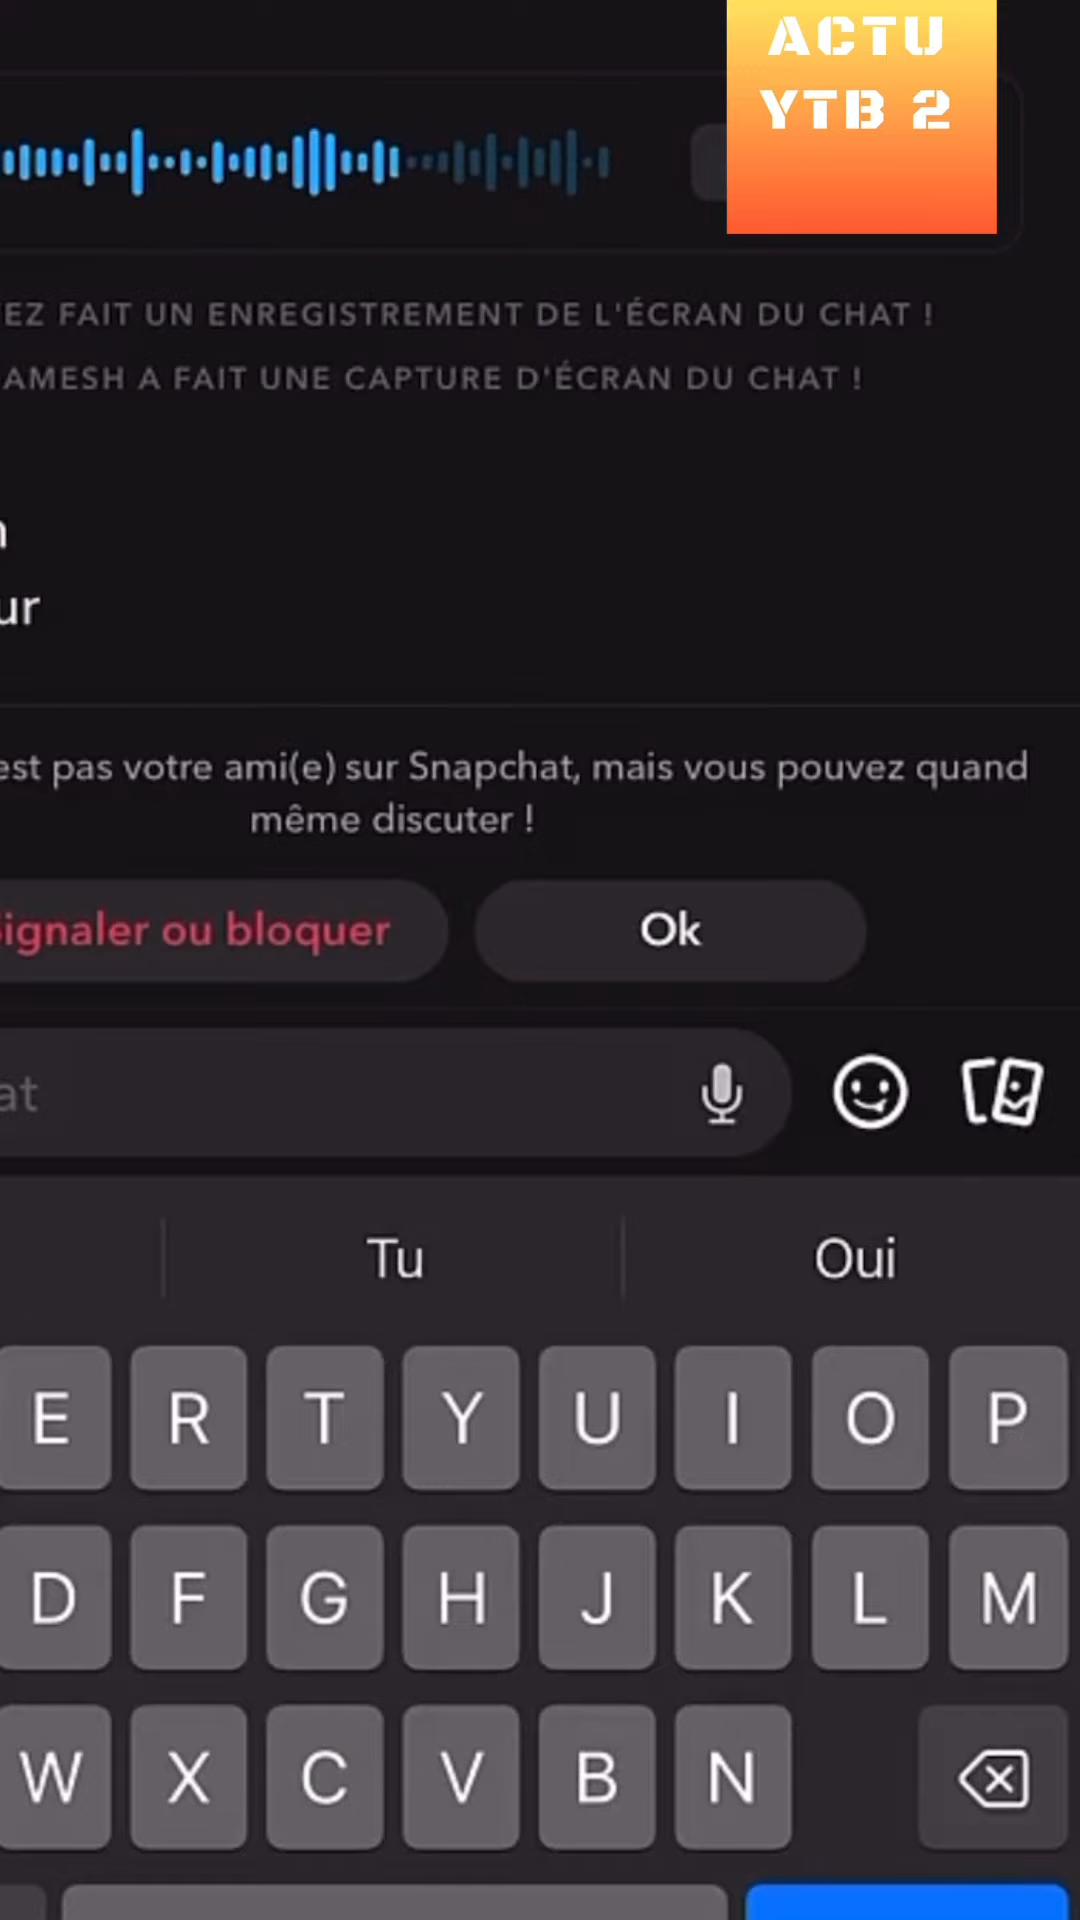 ACTU
YTB 2
EZ FAIT UN ENREGISTREMENT DE L'ÉCRAN DU CHAT !
AMESH A FAIT UNE CAPTURE D'ÉCRAN DU CHAT !
ur
est pas votre ami(e) sur Snapchat, mais vous pouvez quand
même discuter !
ignaler ou bloquer
Ok
at
Tu
Oui
E R T Y U I O P
D F G H J K L M
W X C V B N